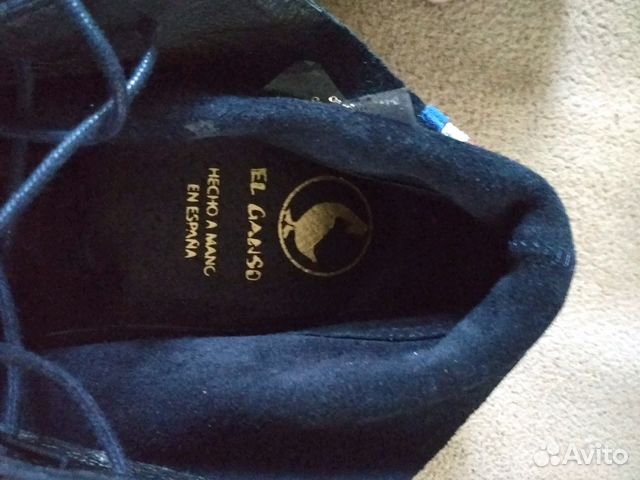 EL GANSO
HECHO A MANO
EN ESPAÑA
Avito